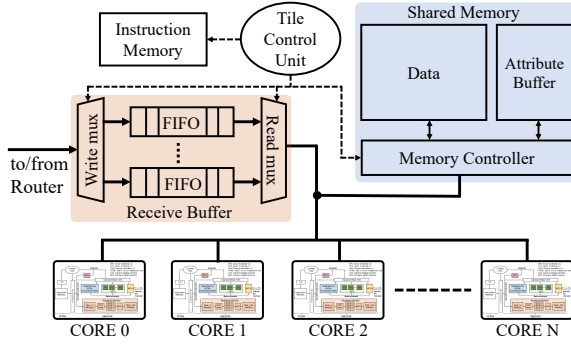 Instruction
Memory
Tile
Control
Unit
Shared Memory
Data
Attribute
Buffer
Memory Controller
Write mux
FIFO
FIFO
Read mux
Receive Buffer
to/from
Router
CORE 0
CORE 1
CORE 2
CORE N